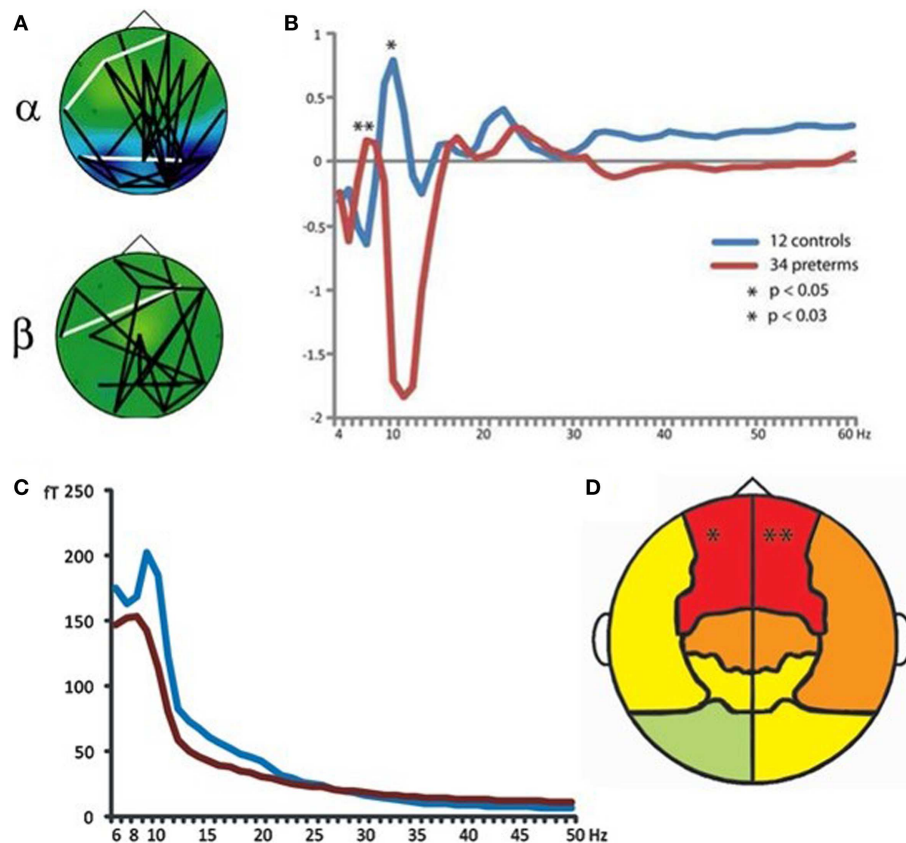 A
α
β
B
1
0.5
0
-0.5
-1
-1.5
-2
*
**
12 controls
34 preterms
* p < 0.05
* p < 0.03
4 10 20 30 40 50 60 Hz
C
fT 250
200
150
100
50
0
6 8 10 15 20 25 30 35 40 45 50 Hz
D
* **